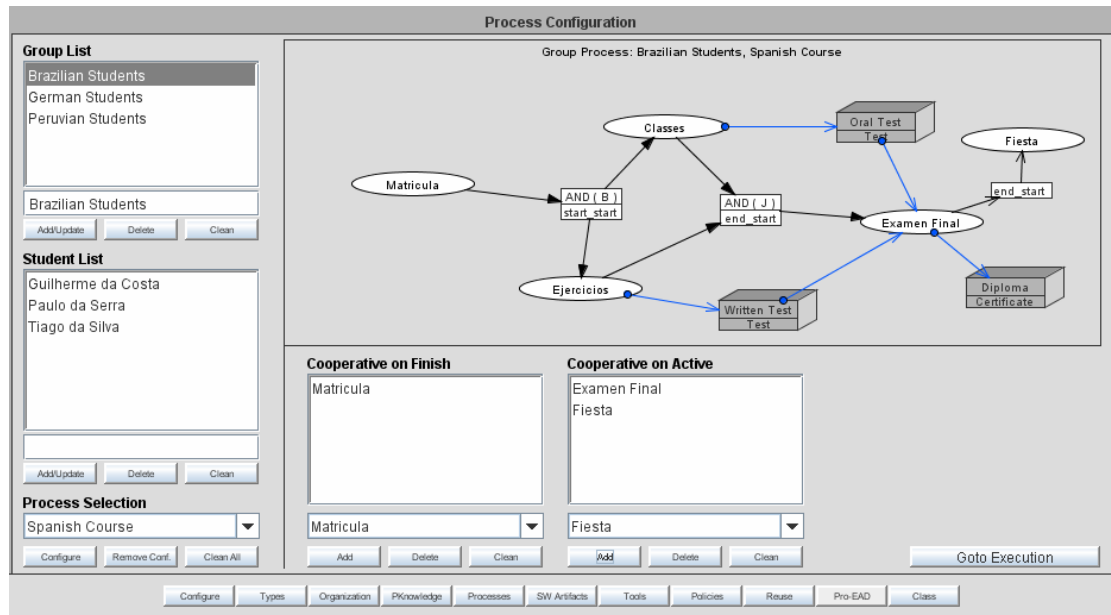 Process Configuration
Group List
Brazilian Students
German Students
Peruvian Students
Brazilian Students
Add/Update Delete Clean
Student List
Guilherme da Costa
Paulo da Serra
Tiago da Silva
Add/Update Delete Clean
Process Selection
Spanish Course
Configure Remove Conf. Clean All
Group Process: Brazilian Students, Spanish Course
Classes
Oral Test
Test
Fiesta
Matricula
AND ( B )
start_start
AND ( J )
end_start
end_start
Examen Final
Ejercicios
Written Test
Test
Diploma
Certificate
Cooperative on Finish
Matricula
Matricula
Add Delete Clean
Cooperative on Active
Examen Final
Fiesta
Fiesta
Add Delete Clean
Goto Execution
Configure Types Organization PKnowledge Processes SW Artifacts Tools Policies Reuse Pro-EAD Class